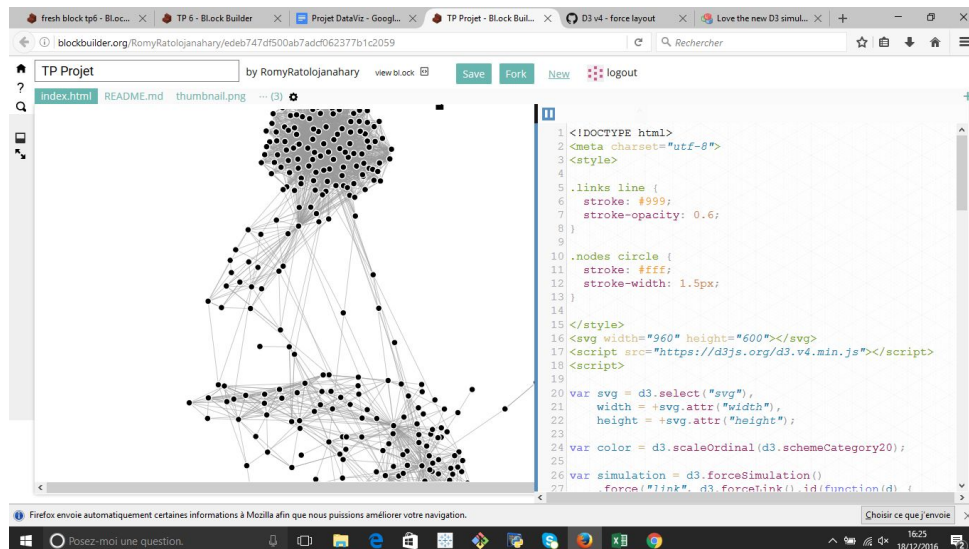 fresh block tp6 - Bl.oc...
TP 6 - Bl.ock Builder
Projet DataViz - Googl...
TP Projet - Bl.ock Buil...
D3 v4 - force layout
Love the new D3 simul...
blockbuilder.org/RomyRatolojanahary/edeb747df500ab7adcf062377b1c2059
Rechercher
TP Projet
by RomyRatolojanahary
view bl.ock
Save
Fork
New
logout
index.html
README.md
thumbnail.png
... (3)
1 <!DOCTYPE html>
2 <meta charset="utf-8">
3 <style>
4
5 .links line {
6 stroke: #999;
7 stroke-opacity: 0.6;
8 }
9
10 .nodes circle {
11 stroke: #fff;
12 stroke-width: 1.5px;
13 }
14
15 </style>
16 <svg width="960" height="600"></svg>
17 <script src="https://d3js.org/d3.v4.min.js"></script>
18 <script>
19
20 var svg = d3.select("svg"),
21 width = +svg.attr("width"),
22 height = +svg.attr("height");
23
24 var color = d3.scaleOrdinal(d3.schemeCategory20);
25
26 var simulation = d3.forceSimulation()
27 .force("link", d3.forceLink().id(function(d) {
Firefox envoie automatiquement certaines informations à Mozilla afin que nous puissions améliorer votre navigation.
Choisir ce que j'envoie
Posez-moi une question.
16:25
18/12/2016